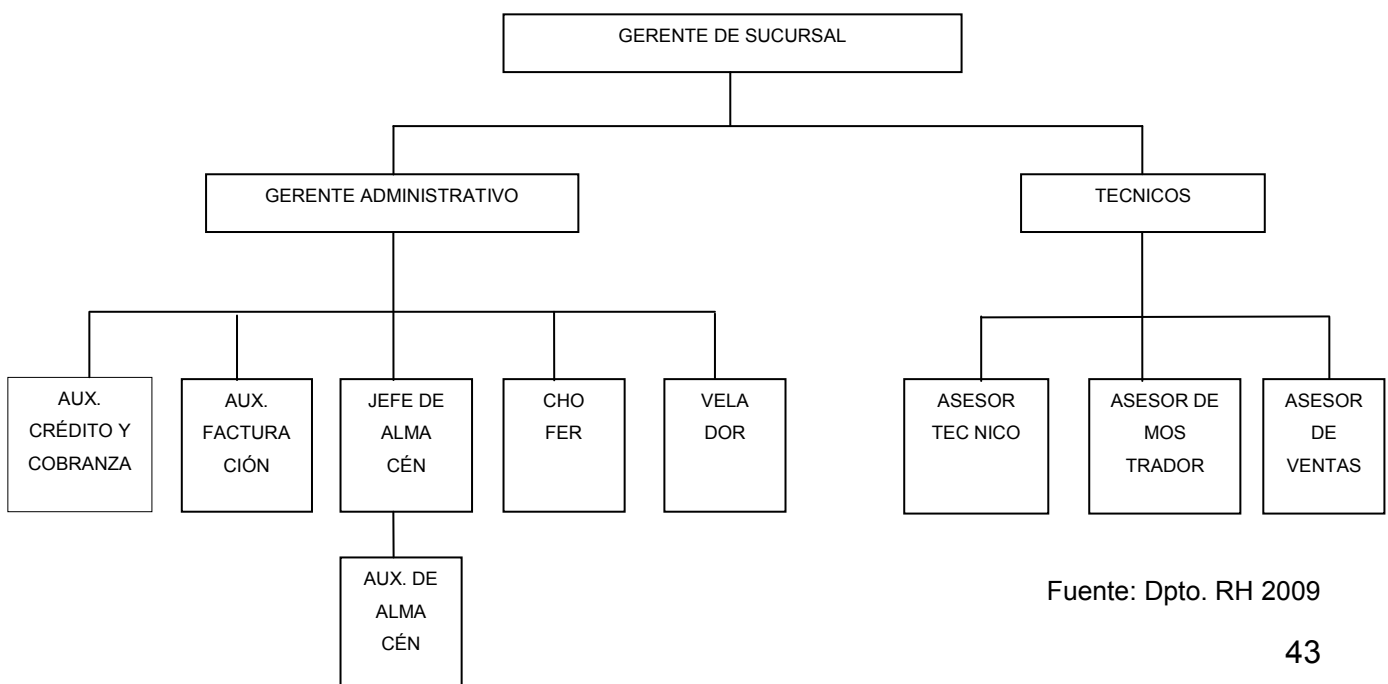 GERENTE DE SUCURSAL
GERENTE ADMINISTRATIVO
TECNICOS
AUX.
CRÉDITO Y
COBRANZA
AUX.
FACTURA
CIÓN
JEFE DE
ALMA
CÉN
CHO
FER
VELA
DOR
ASESOR
TEC NICO
ASESOR DE
MOS
TRADOR
ASESOR
DE
VENTAS
AUX. DE
ALMA
CÉN
Fuente: Dpto. RH 2009
43